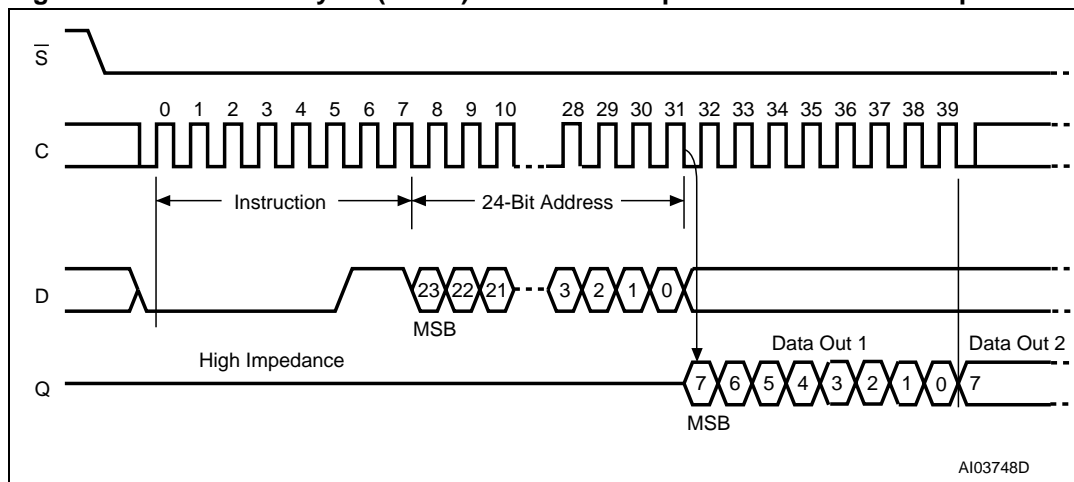 S
0 1 2 3 4 5 6 7 8 9 10 28 29 30 31 32 33 34 35 36 37 38 39
C
Instruction 24-Bit Address
D 23 22 21 3 2 1 0
MSB
High Impedance Data Out 1 Data Out 2
Q 7 6 5 4 3 2 1 0 7
MSB
AI03748D